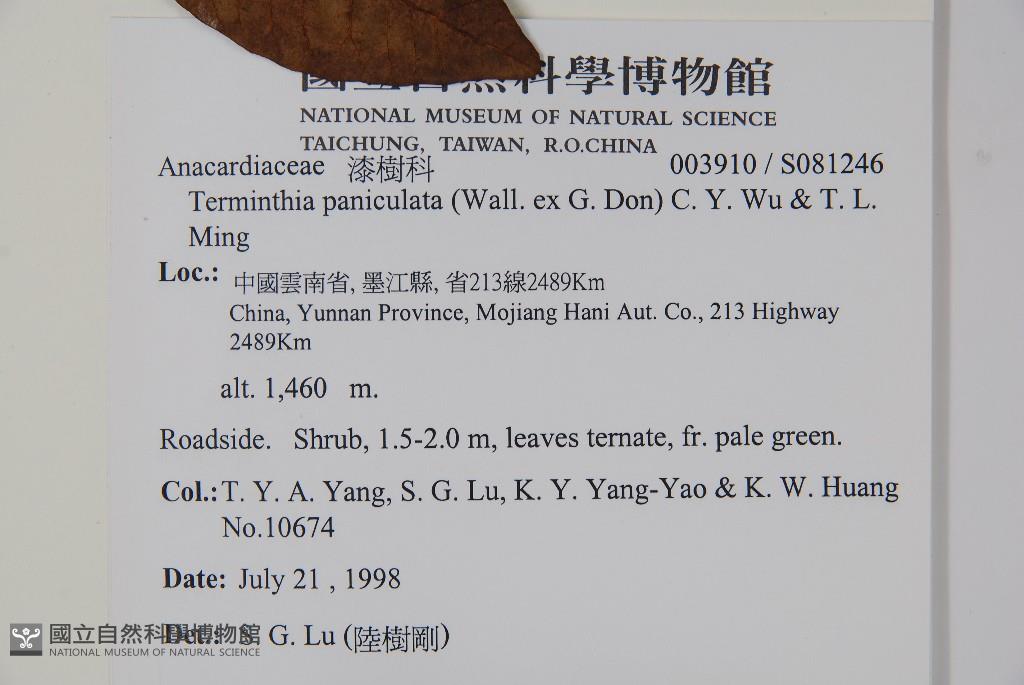 國立自然科學博物館
NATIONAL MUSEUM OF NATURAL SCIENCE
TAICHUNG, TAIWAN, R.O.CHINA
Anacardiaceae 漆樹科 003910 / S081246
Terminthia paniculata (Wall. ex G. Don) C. Y. Wu & T. L.
Ming
Loc.: 中國雲南省, 墨江縣, 省213線2489Km
China, Yunnan Province, Mojiang Hani Aut. Co., 213 Highway
2489Km
alt. 1,460 m.
Roadside. Shrub, 1.5-2.0 m, leaves ternate, fr. pale green.
Col.: T. Y. A. Yang, S. G. Lu, K. Y. Yang-Yao & K. W. Huang
No.10674
Date: July 21 , 1998
Det.: S. G. Lu (陸樹剛)
國立自然科學博物館
NATIONAL MUSEUM OF NATURAL SCIENCE